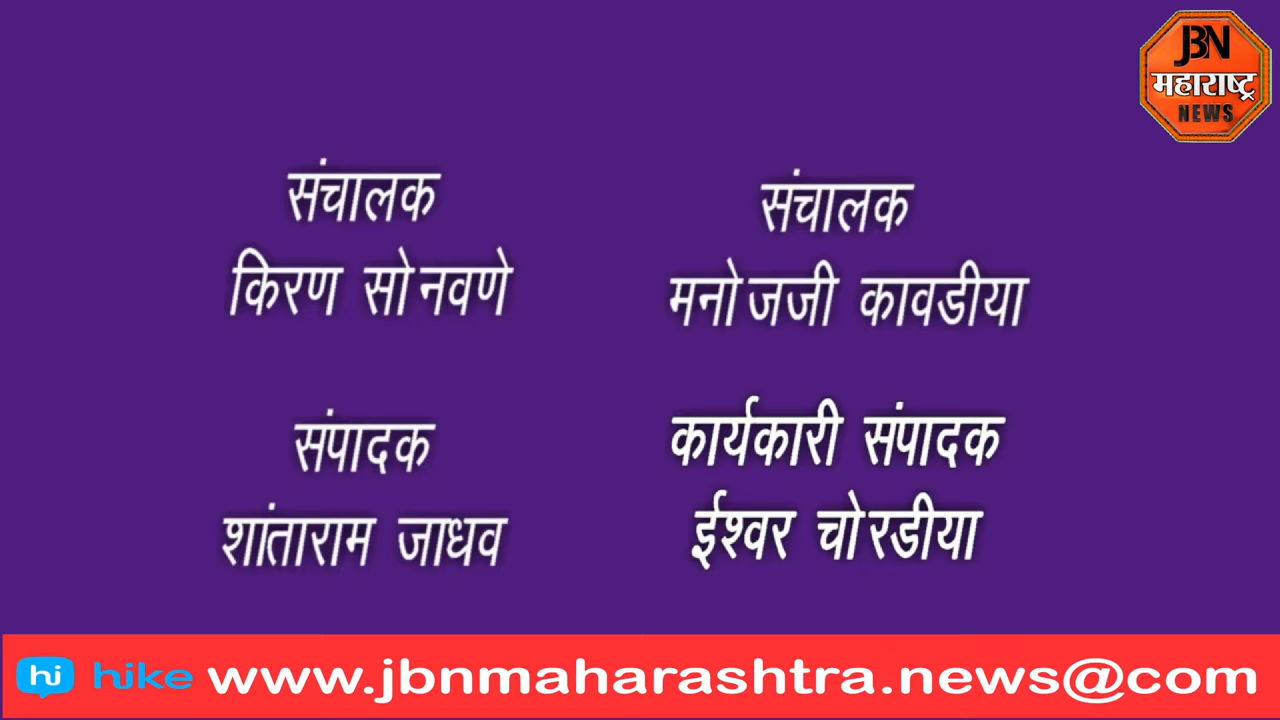 JBN
महाराष्ट्र
NEWS
संचालक
किरण सोनवणे
संचालक
मनोजजी कावडीया
संपादक
शांताराम जाधव
कार्यकारी संपादक
ईश्वर चोरडीया
hi hike www.jbnmaharashtra.news@com